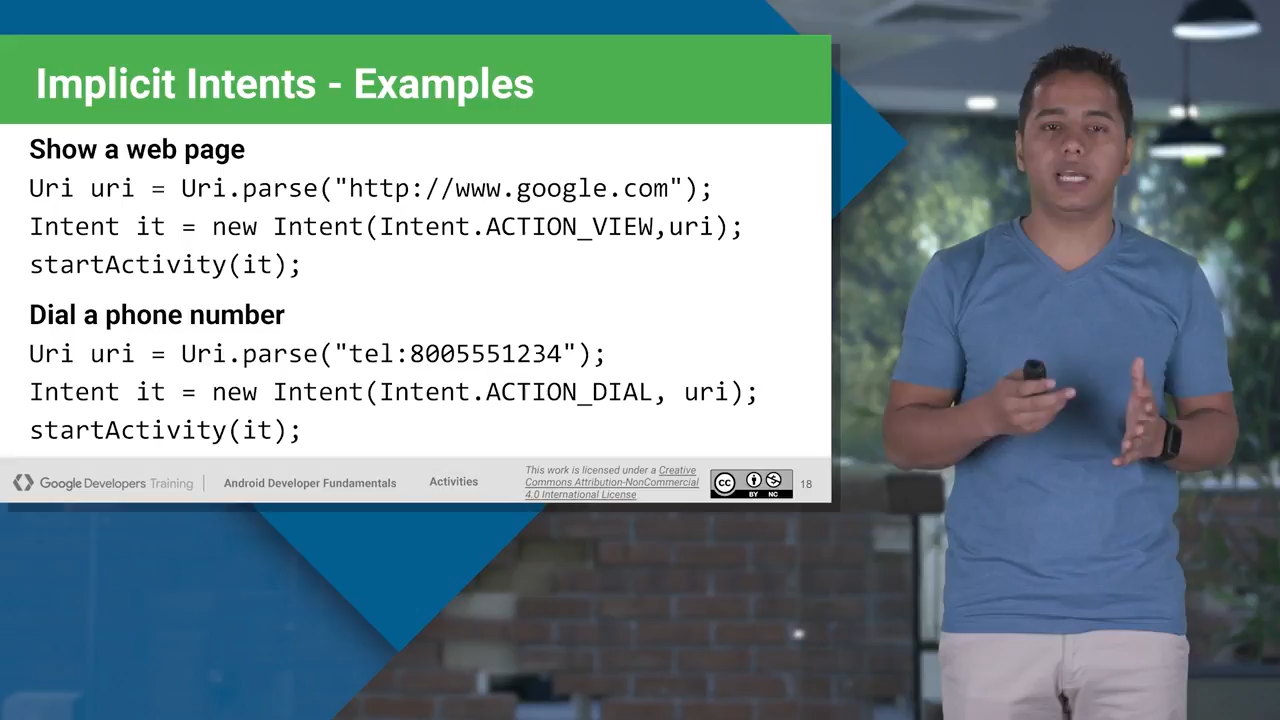 Implicit Intents - Examples
Show a web page
Uri uri = Uri.parse("http://www.google.com");
Intent it = new Intent(Intent.ACTION_VIEW,uri);
startActivity(it);
Dial a phone number
Uri uri = Uri.parse("tel:8005551234");
Intent it = new Intent(Intent.ACTION_DIAL, uri);
startActivity(it);
Google Developers Training
Android Developer Fundamentals
Activities
This work is licensed under a Creative
Commons Attribution-NonCommercial
4.0 International License
cc BY NC
18